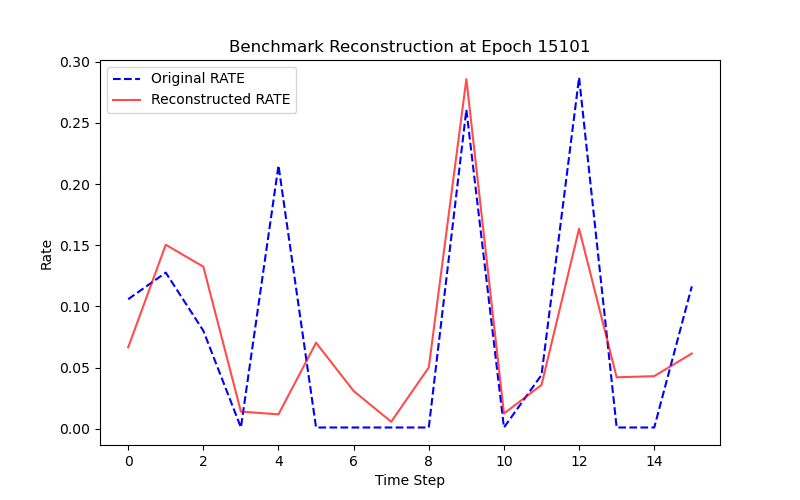 Benchmark Reconstruction at Epoch 15101
Original RATE
Reconstructed RATE
0.30
0.25
0.20
0.15
0.10
0.05
0.00
Rate
0 2 4 6 8 10 12 14
Time Step